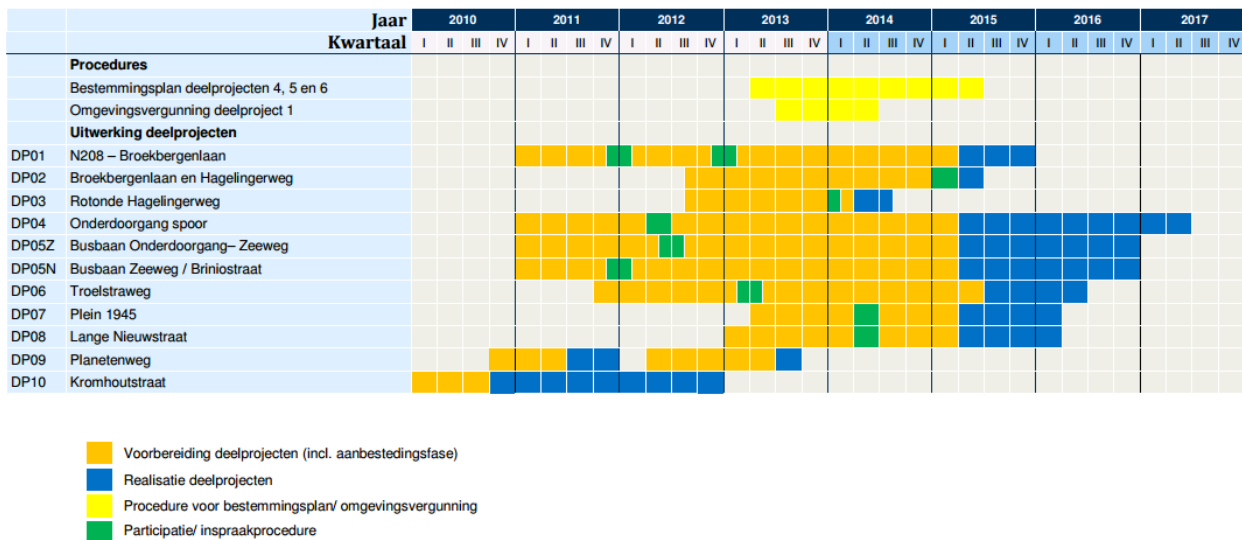 Jaar 2010 2011 2012 2013 2014 2015 2016 2017
Kwartaal I II III IV I II III IV I II III IV I II III IV I II III IV I II III IV I II III IV I II III IV
Procedures
Bestemmingsplan deelprojecten 4, 5 en 6
Omgevingsvergunning deelproject 1
Uitwerking deelprojecten
DP01 N208 – Broekbergenlaan
DP02 Broekbergenlaan en Hagelingerweg
DP03 Rotonde Hagelingerweg
DP04 Onderdoorgang spoor
DP05Z Busbaan Onderdoorgang– Zeeweg
DP05N Busbaan Zeeweg / Briniostraat
DP06 Troelstraweg
DP07 Plein 1945
DP08 Lange Nieuwstraat
DP09 Planetenweg
DP10 Kromhoutstraat
Voorbereiding deelprojecten (incl. aanbestedingsfase)
Realisatie deelprojecten
Procedure voor bestemmingsplan/ omgevingsvergunning
Participatie/ inspraakprocedure